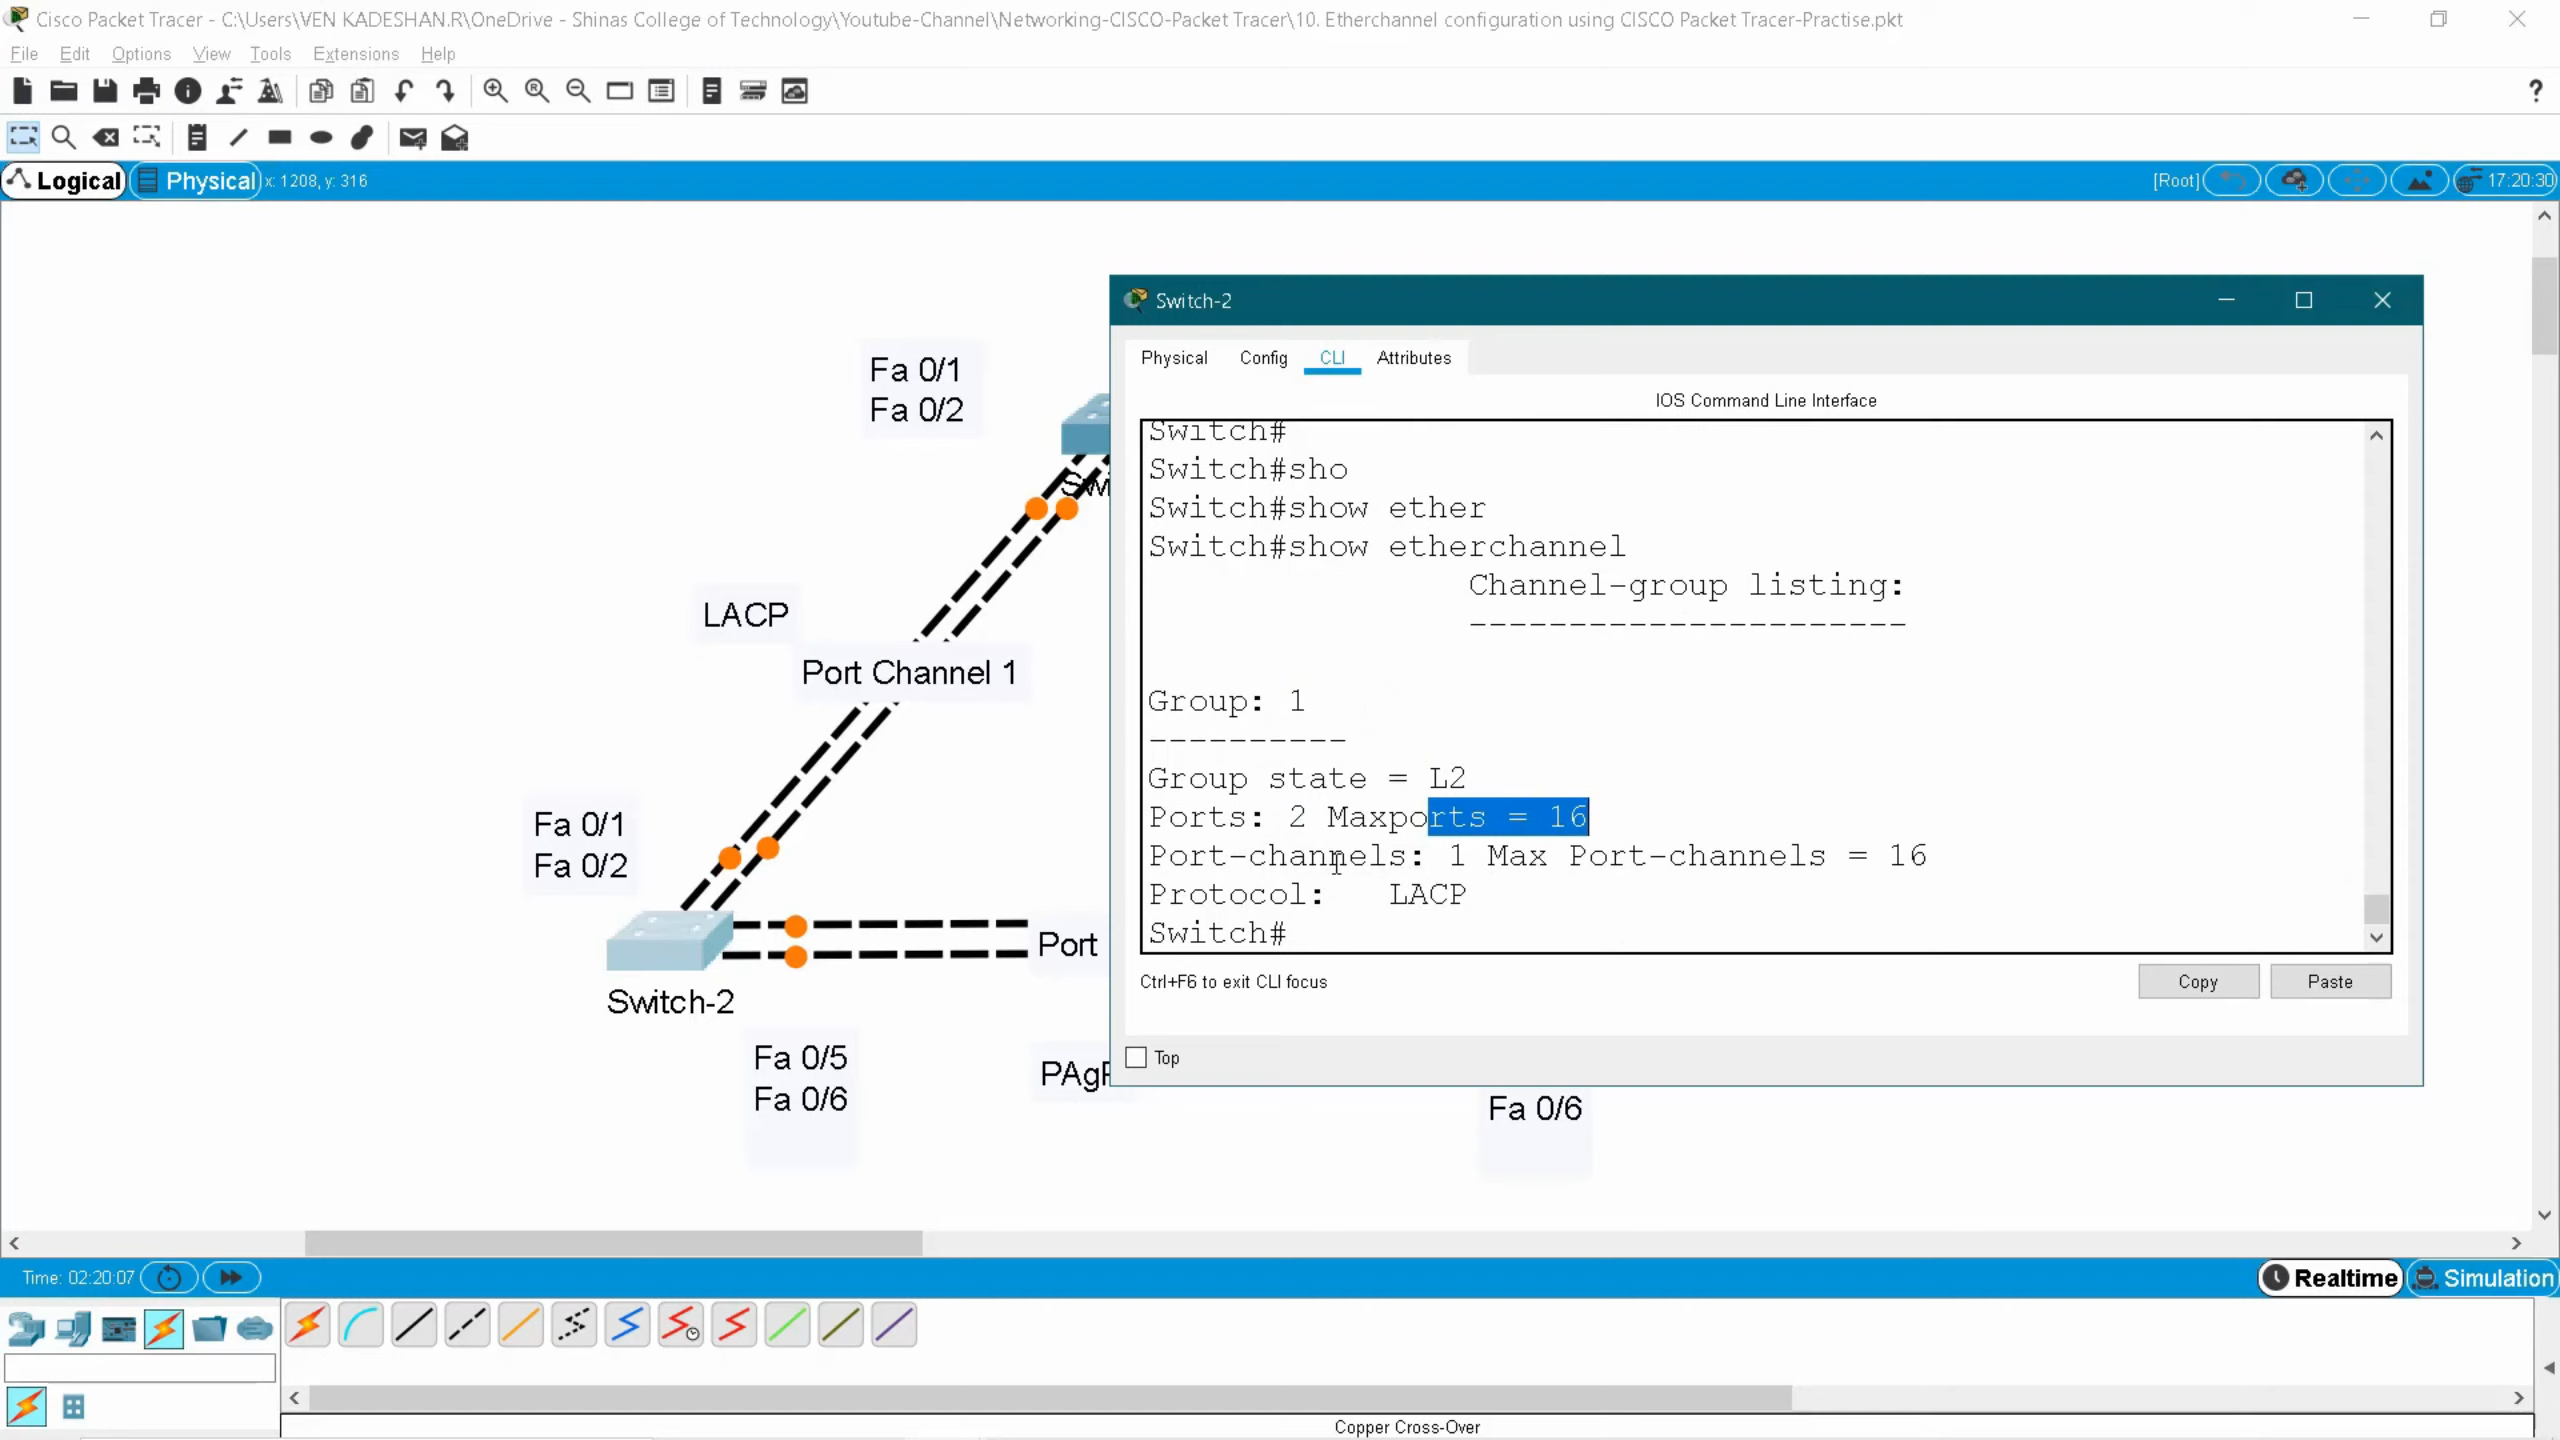 Cisco Packet Tracer - C:\Users\VEN KADESHAN.R\OneDrive - Shinas College of Technology\Youtube-Channel\Networking-CISCO-Packet Tracer\10. Etherchannel configuration using CISCO Packet Tracer-Practise.pkt
File Edit Options View Tools Extensions Help
Logical Physical x: 1208, y: 316 [Root] 17:20:30
Fa 0/1
Fa 0/2
LACP
Port Channel 1
Fa 0/1
Fa 0/2
Port
Switch-2
Fa 0/5
Fa 0/6
Fa 0/6
Switch-2
Physical Config CLI Attributes
IOS Command Line Interface
Switch#
Switch#sho
Switch#show ether
Switch#show etherchannel
Channel-group listing:
----------------------
Group: 1
----------
Group state = L2
Ports: 2 Maxports = 16
Port-channels: 1 Max Port-channels = 16
Protocol:   LACP
Switch#
Ctrl+F6 to exit CLI focus
Copy Paste
Top
Time: 02:20:07 Realtime Simulation
Copper Cross-Over